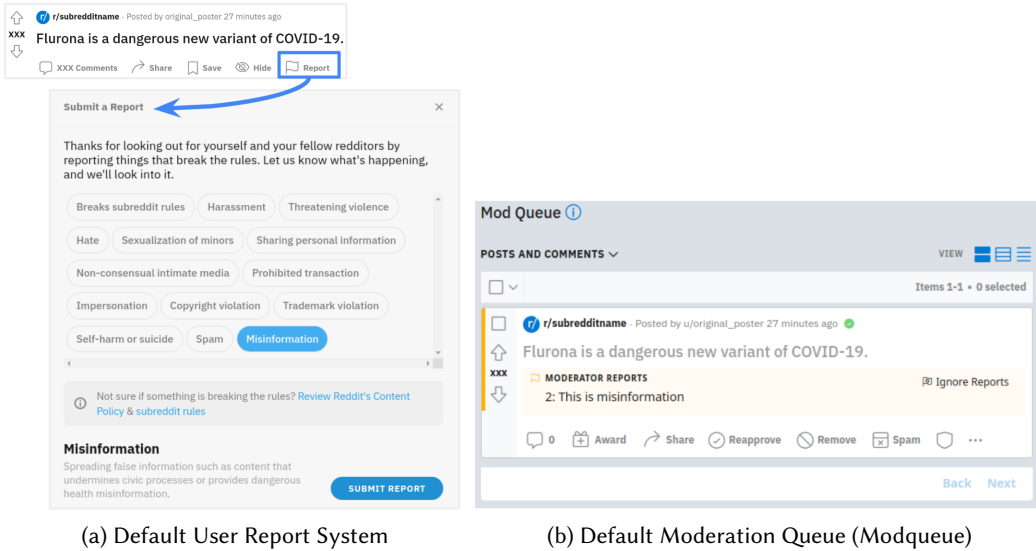 r/ r/subredditname · Posted by original_poster 27 minutes ago
xxx
Flurona is a dangerous new variant of COVID-19.
XXX Comments Share Save Hide Report
Submit a Report ×
Thanks for looking out for yourself and your fellow redditors by
reporting things that break the rules. Let us know what's happening,
and we'll look into it.
Breaks subreddit rules Harassment Threatening violence
Hate Sexualization of minors Sharing personal information
Non-consensual intimate media Prohibited transaction
Impersonation Copyright violation Trademark violation
Self-harm or suicide Spam Misinformation
Not sure if something is breaking the rules? Review Reddit's Content
Policy & subreddit rules
Misinformation
Spreading false information such as content that
undermines civic processes or provides dangerous
health misinformation.
SUBMIT REPORT
(a) Default User Report System
Mod Queue
POSTS AND COMMENTS VIEW
Items 1-1 • 0 selected
r/ r/subredditname · Posted by u/original_poster 27 minutes ago
Flurona is a dangerous new variant of COVID-19.
xxx
MODERATOR REPORTS
2: This is misinformation
Ignore Reports
0 Award Share Reapprove Remove Spam ...
Back Next
(b) Default Moderation Queue (Modqueue)